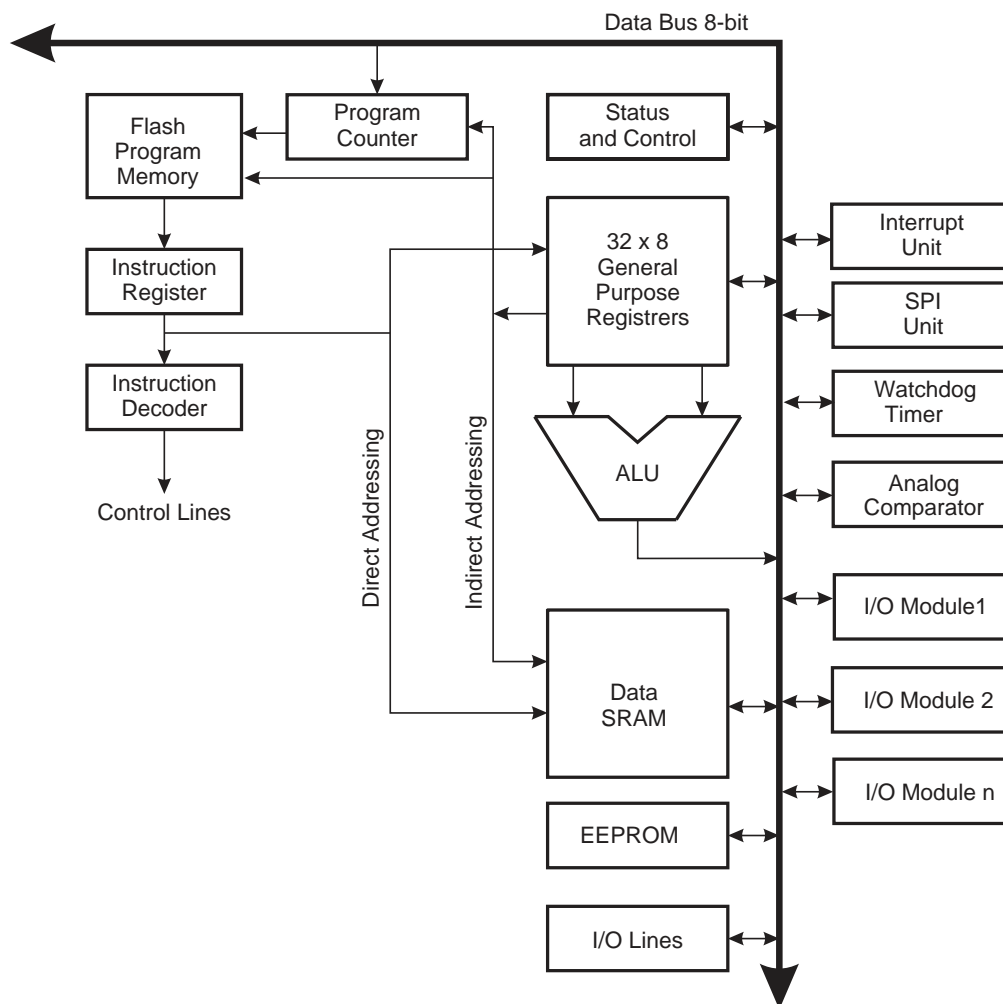 Data Bus 8-bit
Flash
Program
Memory
Program
Counter
Status
and Control
Instruction
Register
32 x 8
General
Purpose
Registrers
Interrupt
Unit
SPI
Unit
Instruction
Decoder
Watchdog
Timer
Control Lines
Direct Addressing
Indirect Addressing
ALU
Analog
Comparator
I/O Module1
Data
SRAM
I/O Module 2
I/O Module n
EEPROM
I/O Lines